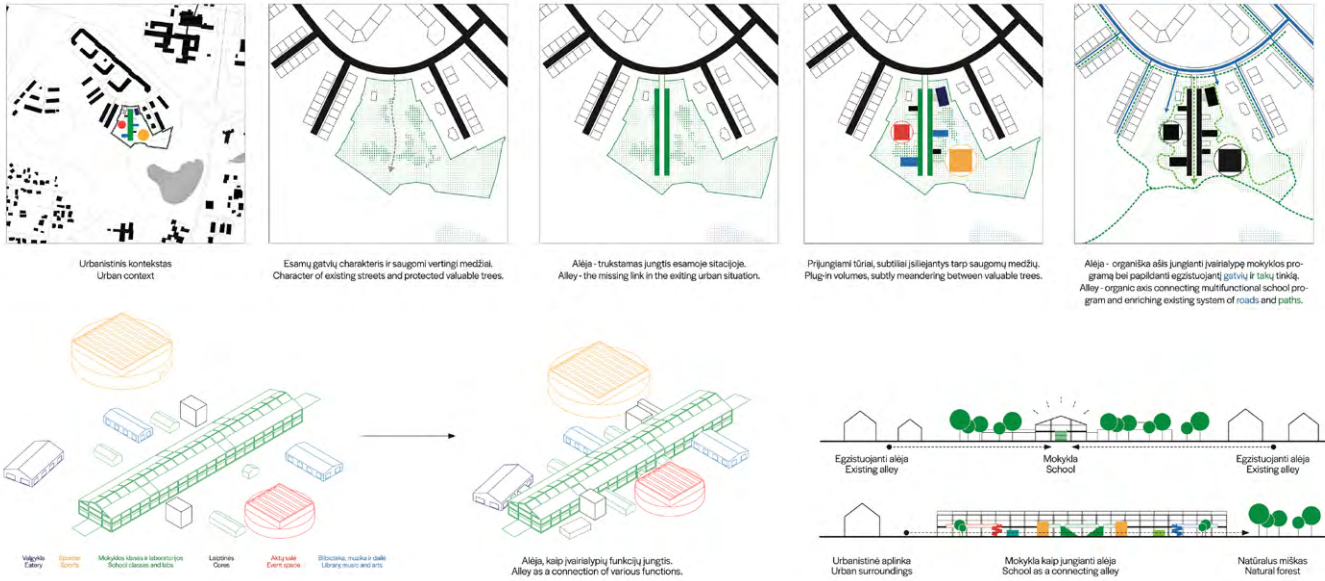 Urbanistinis kontekstas
Urban context
Esamų gatvių charakteris ir saugomi vertingi medžiai.
Character of existing streets and protected valuable trees.
Alėja - trukstamas jungtis esamoje sitacijoje.
Alley - the missing link in the exiting urban situation.
Prijungiami tūriai, subtiliai įsiliejantys tarp saugomų medžių.
Plug-in volumes, subtly meandering between valuable trees.
Alėja - organiška ašis jungianti įvairialypę mokyklos pro-
gramą bei papildanti egzistuojantį gatvių ir takų tinklą.
Alley - organic axis connecting multifunctional school pro-
gram and enriching existing system of roads and paths.
Valgykla
Eatery
Sportas
Sports
Mokyklos klasės ir laboratorijos
School classes and labs
Laiptinės
Cores
Aktų salė
Event space
Biblioteka, muzika ir dailė
Library, music and arts
Alėja, kaip įvairialypių funkcijų jungtis.
Alley as a connection of various functions.
Egzistuojanti alėja
Existing alley
Mokykla
School
Egzistuojanti alėja
Existing alley
Urbanistinė aplinka
Urban surroundings
Mokykla kaip jungianti alėja
School as a connecting alley
Natūralus miškas
Natural forest